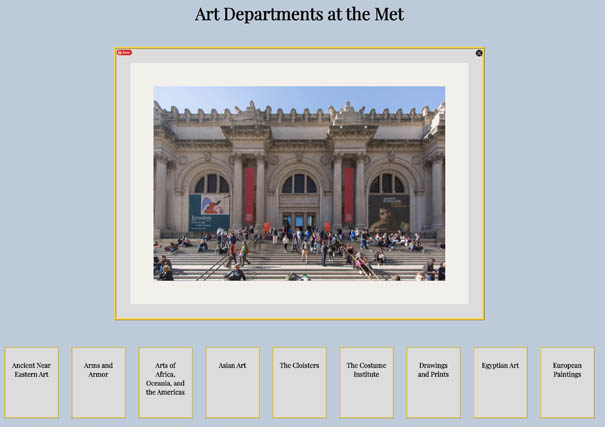 Art Departments at the Met
Save
Ancient Near
Eastern Art
Arms and
Armor
Arts of
Africa,
Oceania, and
the Americas
Asian Art
The Cloisters
The Costume
Institute
Drawings
and Prints
Egyptian Art
European
Paintings